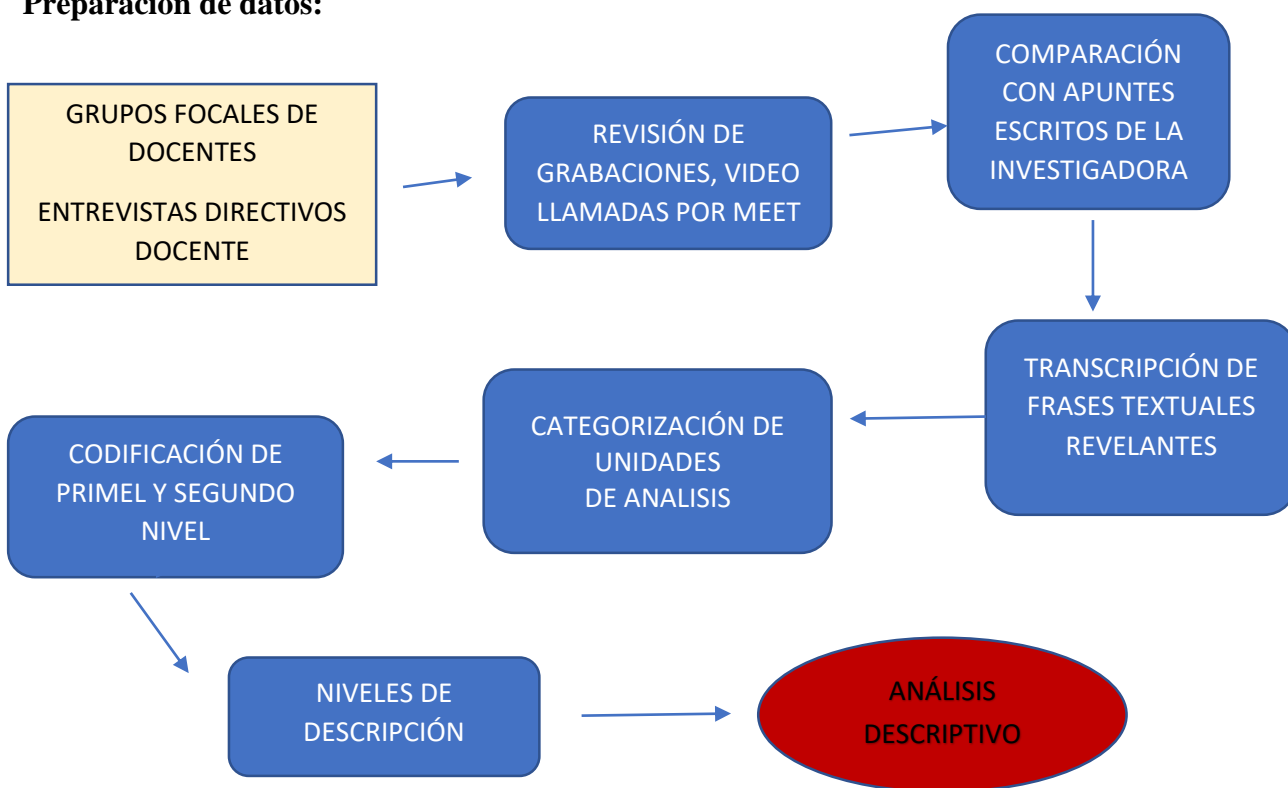 Preparación de datos:
GRUPOS FOCALES DE
DOCENTES
ENTREVISTAS DIRECTIVOS
DOCENTE
REVISIÓN DE
GRABACIONES, VIDEO
LLAMADAS POR MEET
COMPARACIÓN
CON APUNTES
ESCRITOS DE LA
INVESTIGADORA
TRANSCRIPCIÓN DE
FRASES TEXTUALES
REVELANTES
CATEGORIZACIÓN DE
UNIDADES
DE ANALISIS
CODIFICACIÓN DE
PRIMEL Y SEGUNDO
NIVEL
NIVELES DE
DESCRIPCIÓN
ANÁLISIS
DESCRIPTIVO